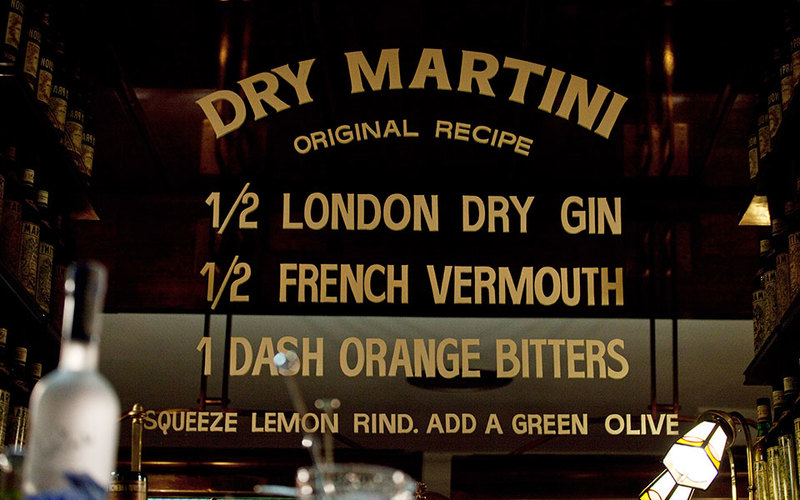 DRY MARTINI
ORIGINAL RECIPE
1/2 LONDON DRY GIN
1/2 FRENCH VERMOUTH
1 DASH ORANGE BITTERS
SQUEEZE LEMON RIND. ADD A GREEN OLIVE